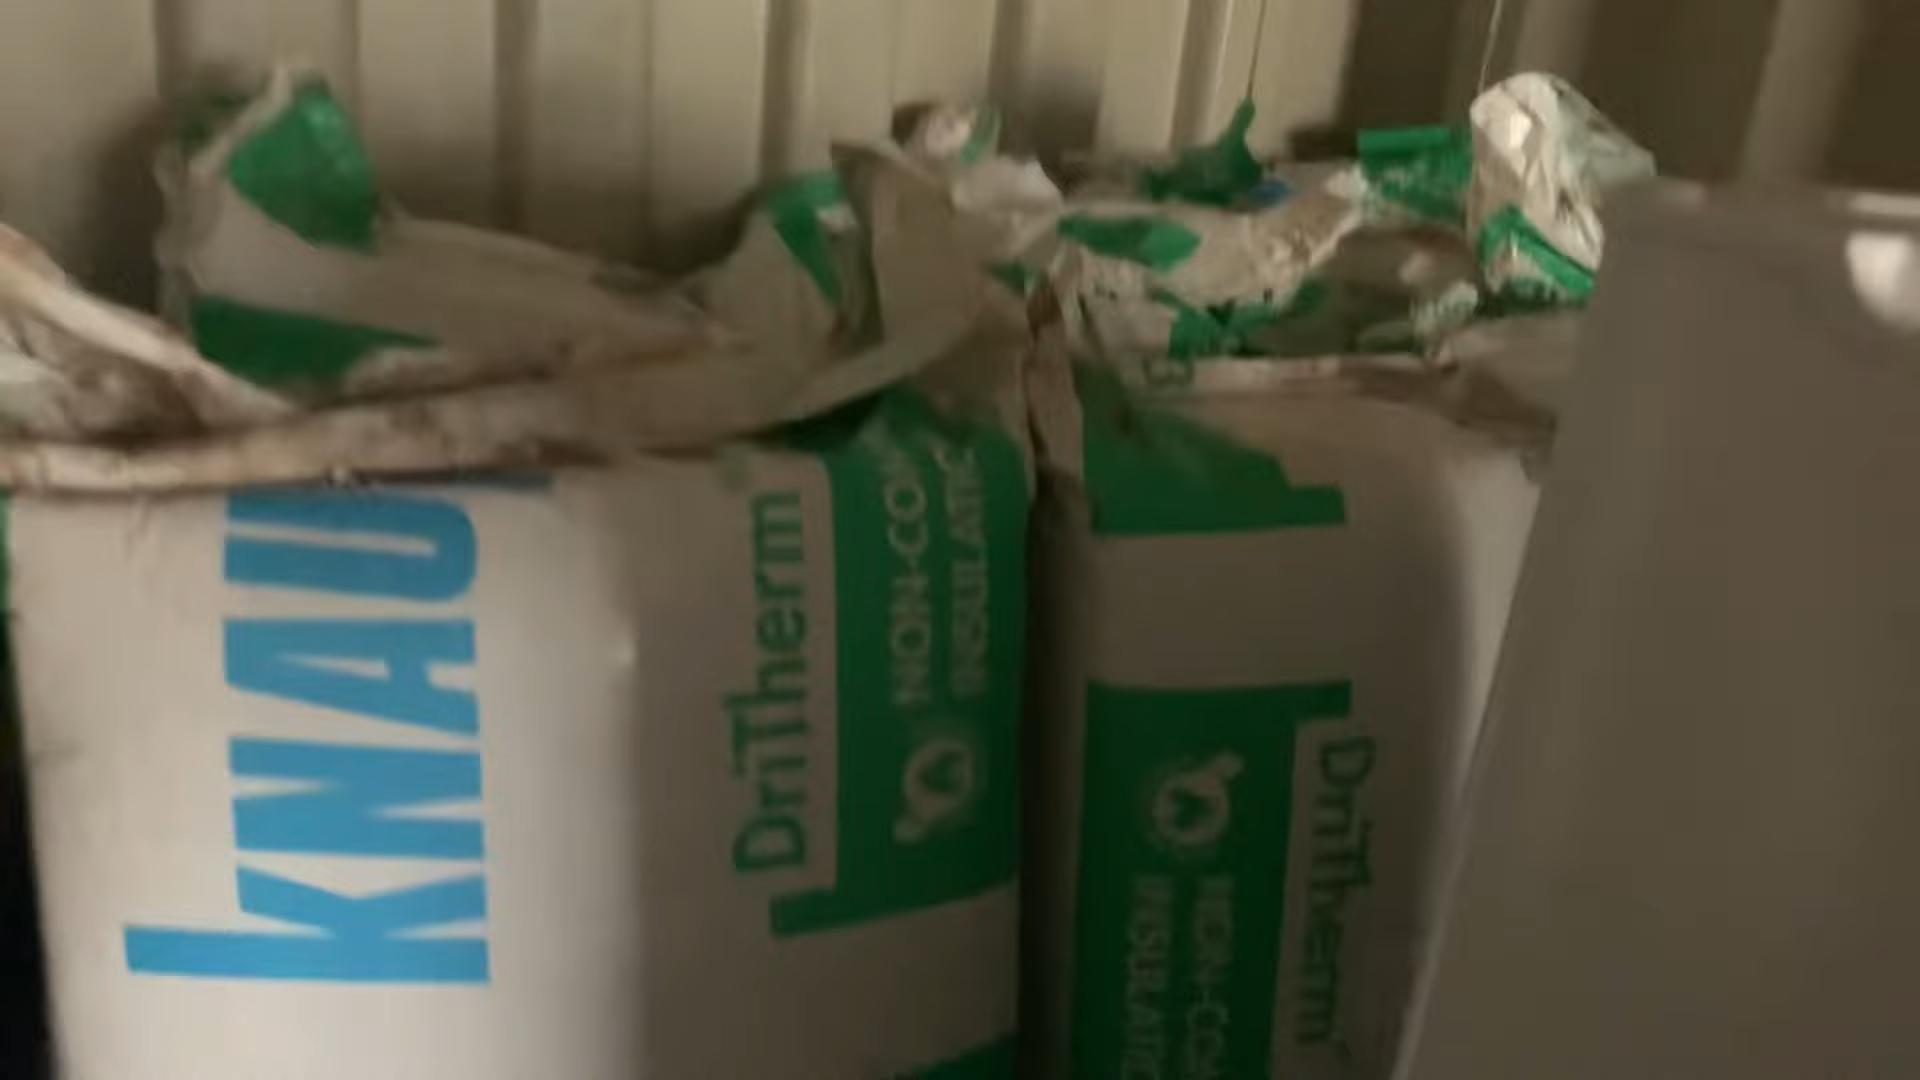 KNAU
DriTherm
NON-CO
INSULATIO
DriTherm
NON-CO
INSULATIO